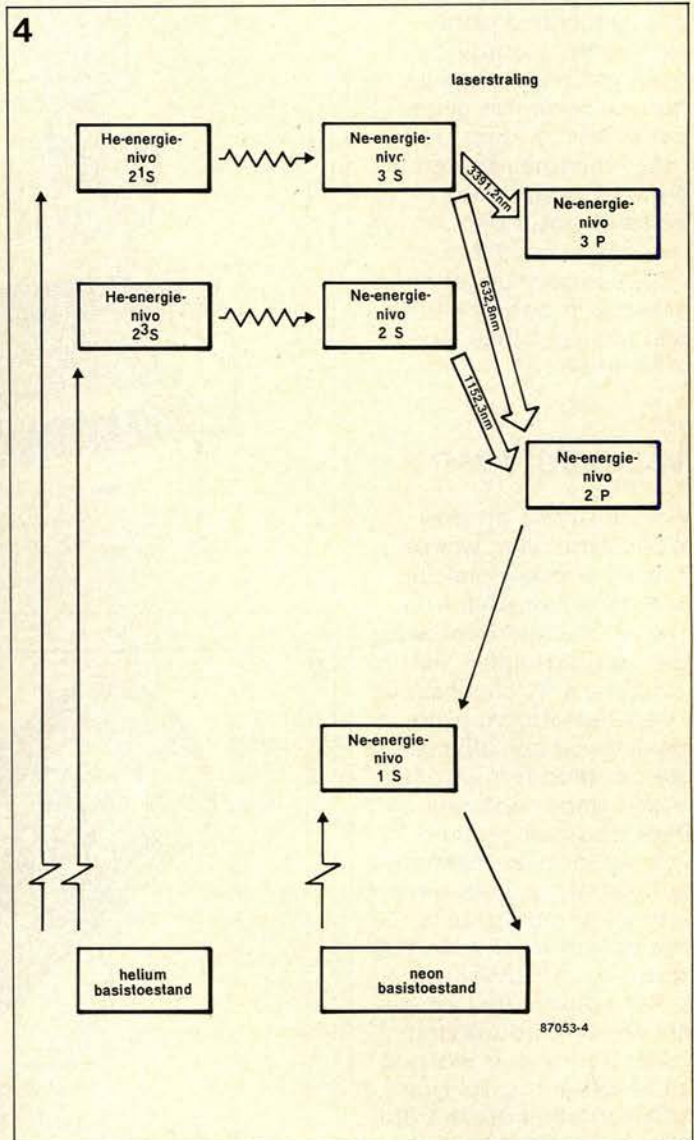 4
laserstraling
He-energie-
nivo
2¹S
Ne-energie-
nivo
3 S
3391,2nm
Ne-energie-
nivo
3 P
632,8nm
He-energie-
nivo
2³S
Ne-energie-
nivo
2 S
1152,3nm
Ne-energie-
nivo
2 P
Ne-energie-
nivo
1 S
helium
basistoestand
neon
basistoestand
87053-4